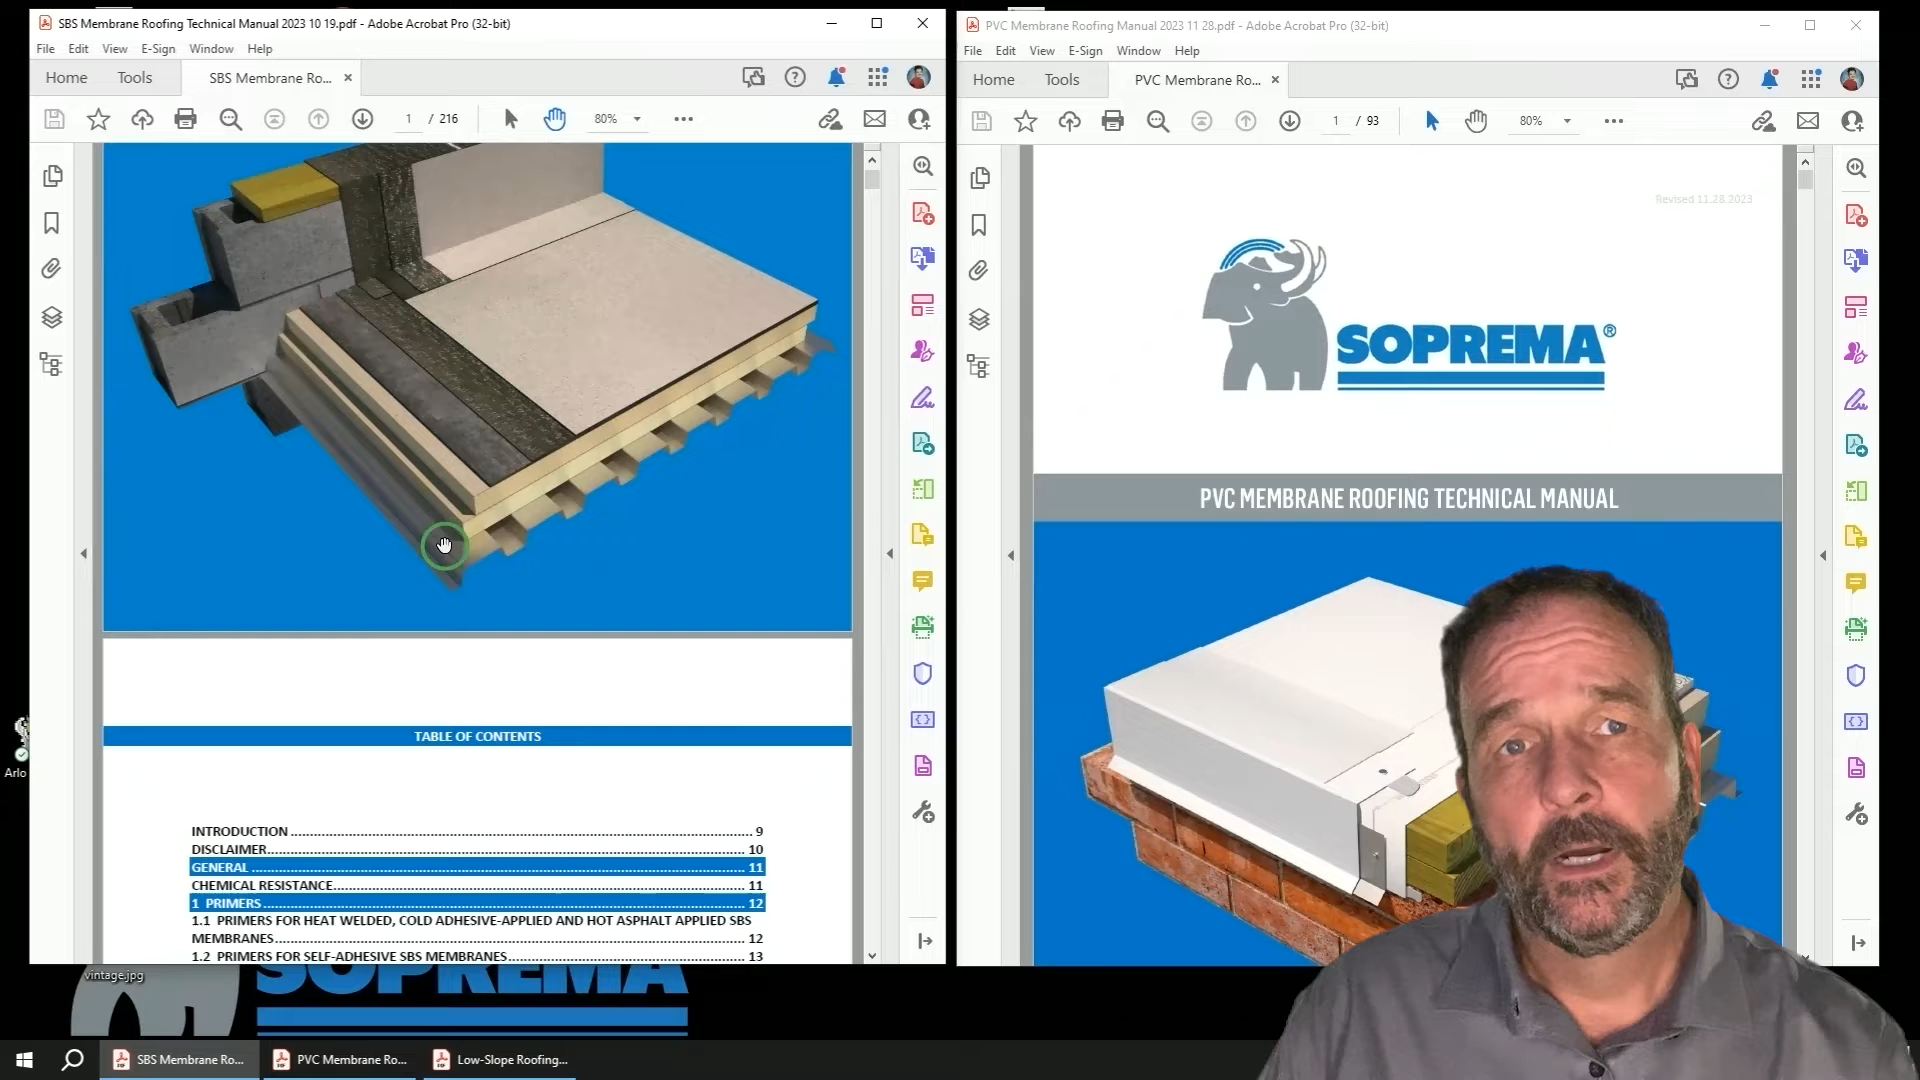 SBS Membrane Roofing Technical Manual 2023 10 19.pdf - Adobe Acrobat Pro (32-bit)
File Edit View E-Sign Window Help
Home Tools SBS Membrane Ro... ×
1 / 216 80%
TABLE OF CONTENTS
INTRODUCTION 9
DISCLAIMER 10
GENERAL 11
CHEMICAL RESISTANCE 11
1 PRIMERS 12
1.1 PRIMERS FOR HEAT WELDED, COLD ADHESIVE-APPLIED AND HOT ASPHALT APPLIED SBS
MEMBRANES 12
1.2 PRIMERS FOR SELF-ADHESIVE SBS MEMBRANES 13
PVC Membrane Roofing Manual 2023 11 28.pdf - Adobe Acrobat Pro (32-bit)
File Edit View E-Sign Window Help
Home Tools PVC Membrane Ro... ×
1 / 93 80%
Revised 11.28.2023
SOPREMA®
PVC MEMBRANE ROOFING TECHNICAL MANUAL
Arlo
vintage.jpg
SOPREMA
SBS Membrane Ro... PVC Membrane Ro... Low-Slope Roofing...